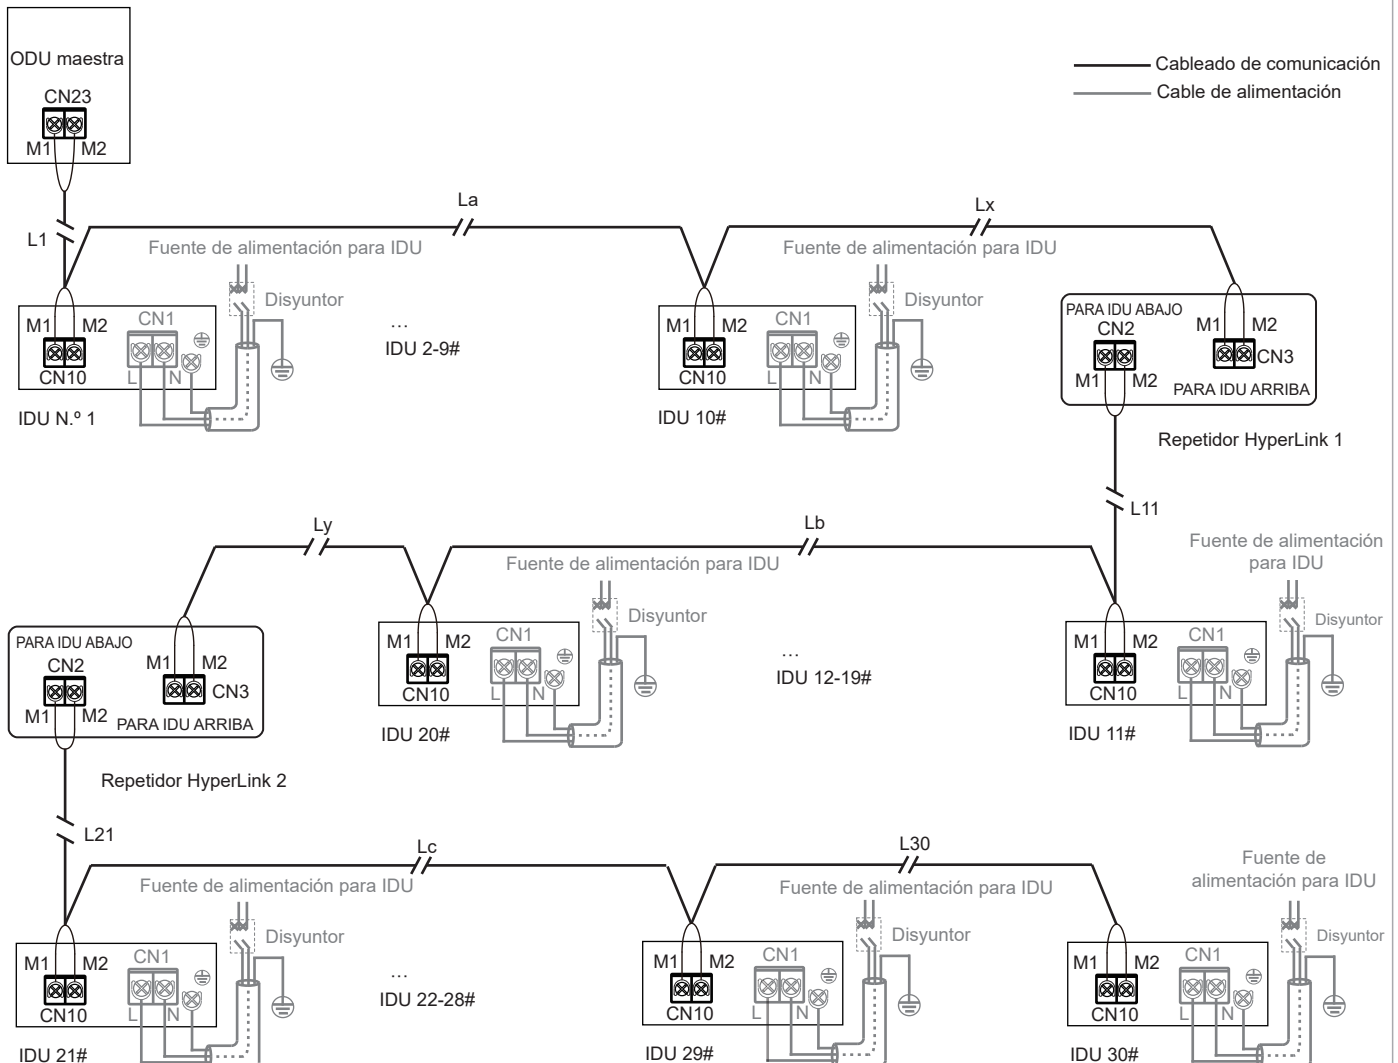 ODU maestra
CN23
M1 M2
Cableado de comunicación
Cable de alimentación
L1
La
Lx
Fuente de alimentación para IDU
Disyuntor
M1 M2
CN1
CN10
L N
IDU N.º 1
...
IDU 2-9#
Fuente de alimentación para IDU
Disyuntor
M1 M2
CN1
CN10
L N
IDU 10#
PARA IDU ABAJO
CN2
M1 M2
M1 M2
CN3
PARA IDU ARRIBA
Repetidor HyperLink 1
L11
Ly
Lb
PARA IDU ABAJO
CN2
M1 M2
M1 M2
CN3
PARA IDU ARRIBA
Repetidor HyperLink 2
Fuente de alimentación para IDU
Disyuntor
M1 M2
CN1
CN10
L N
IDU 20#
...
IDU 12-19#
Fuente de alimentación
para IDU
Disyuntor
M1 M2
CN1
CN10
L N
IDU 11#
L21
Lc
L30
Fuente de alimentación para IDU
Disyuntor
M1 M2
CN1
CN10
L N
IDU 21#
...
IDU 22-28#
Fuente de alimentación para IDU
Disyuntor
M1 M2
CN1
CN10
L N
IDU 29#
Fuente de
alimentación para IDU
Disyuntor
M1 M2
CN1
CN10
L N
IDU 30#